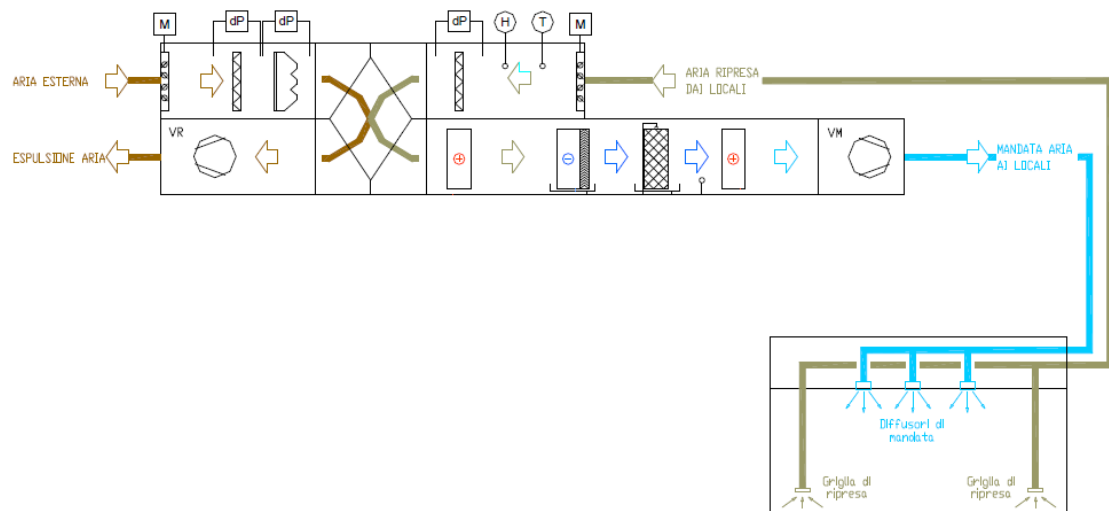 M
dP
dP
dP
H
T
M
ARIA ESTERNA
ARIA RIPRESA
DAI LOCALI
VR
VM
ESPULSIONE ARIA
MANDATA ARIA
AI LOCALI
Diffusori di
mandata
Griglia di
ripresa
Griglia di
ripresa